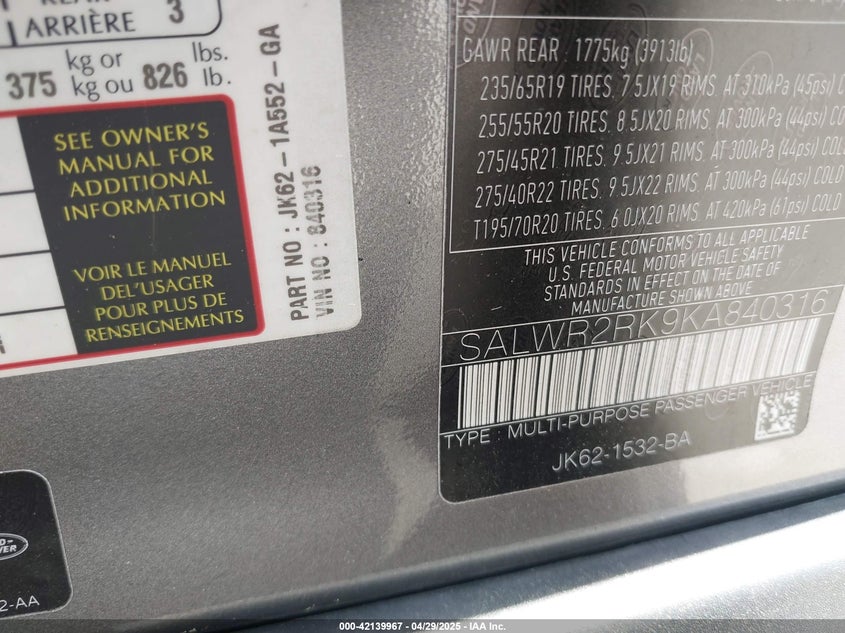 ARRIÈRE 3
375 kg or
kg ou 826 lbs.
lb.
SEE OWNER'S
MANUAL FOR
ADDITIONAL
INFORMATION
VOIR LE MANUEL
DEL'USAGER
POUR PLUS DE
RENSEIGNEMENTS
PART NO : JK62-1A552-GA
VIN NO : 840316
GAWR REAR : 1775kg (3913lb)
235/65R19 TIRES. 7.5JX19 RIMS. AT 310kPa (45psi) CO
255/55R20 TIRES. 8.5JX20 RIMS. AT 300kPa (44psi) COL
275/45R21 TIRES. 9.5JX21 RIMS. AT 300kPa (44psi) COLD
275/40R22 TIRES. 9.5JX22 RIMS. AT 300kPa (44psi) COLD
T195/70R20 TIRES. 6.0JX20 RIMS. AT 420kPa (61psi) COLD
THIS VEHICLE CONFORMS TO ALL APPLICABLE
U.S. FEDERAL MOTOR VEHICLE SAFETY
STANDARDS IN EFFECT ON THE DATE OF
MANUFACTURE SHOWN ABOVE
SALWR2RK9KA840316
TYPE : MULTI-PURPOSE PASSENGER VEHICLE
JK62-1532-BA
2-AA
000-42139967 - 04/29/2025 - IAA Inc.